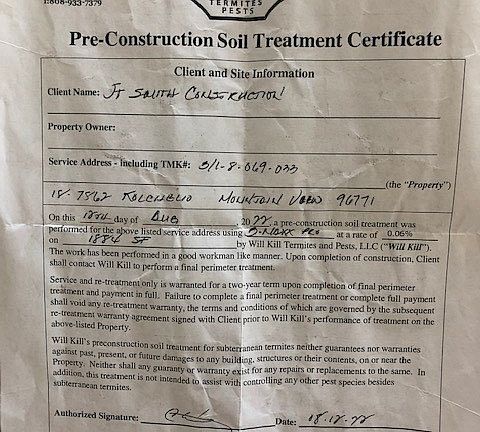 1:808-933-7379
TERMITES
PESTS
Pre-Construction Soil Treatment Certificate
Client and Site Information
Client Name: JT SMITH CONSTRUCTION
Property Owner:
Service Address - including TMK#: 3/1-8-069-033
(the "Property")
18-7562 MOUNTAIN VIEW 96771
On this day of AUG, 2022 a pre-construction soil treatment was
performed for the above listed service address using at a rate of 0.06%
on 1884 SF by Will Kill Termites and Pests, LLC ("Will Kill").
The work has been performed in a good workman like manner. Upon completion of construction, Client
shall contact Will Kill to perform a final perimeter treatment.
Service and re-treatment only is warranted for a two-year term upon completion of final perimeter
treatment and payment in full. Failure to complete a final perimeter treatment or complete full payment
shall void any re-treatment warranty, the terms and conditions of which are governed by the subsequent
re-treatment warranty agreement signed with Client prior to Will Kill's performance of treatment on the
above-listed Property.
Will Kill's preconstruction soil treatment for subterranean termites neither guarantees nor warranties
against past, present, or future damages to any building, structures or their contents, on or near the
Property. Neither shall any guaranty or warranty exist for any repairs or replacements to the same. In
addition, this treatment is not intended to assist with controlling any other pest species besides
subterranean termites.
Authorized Signature: Date: 18-12-22